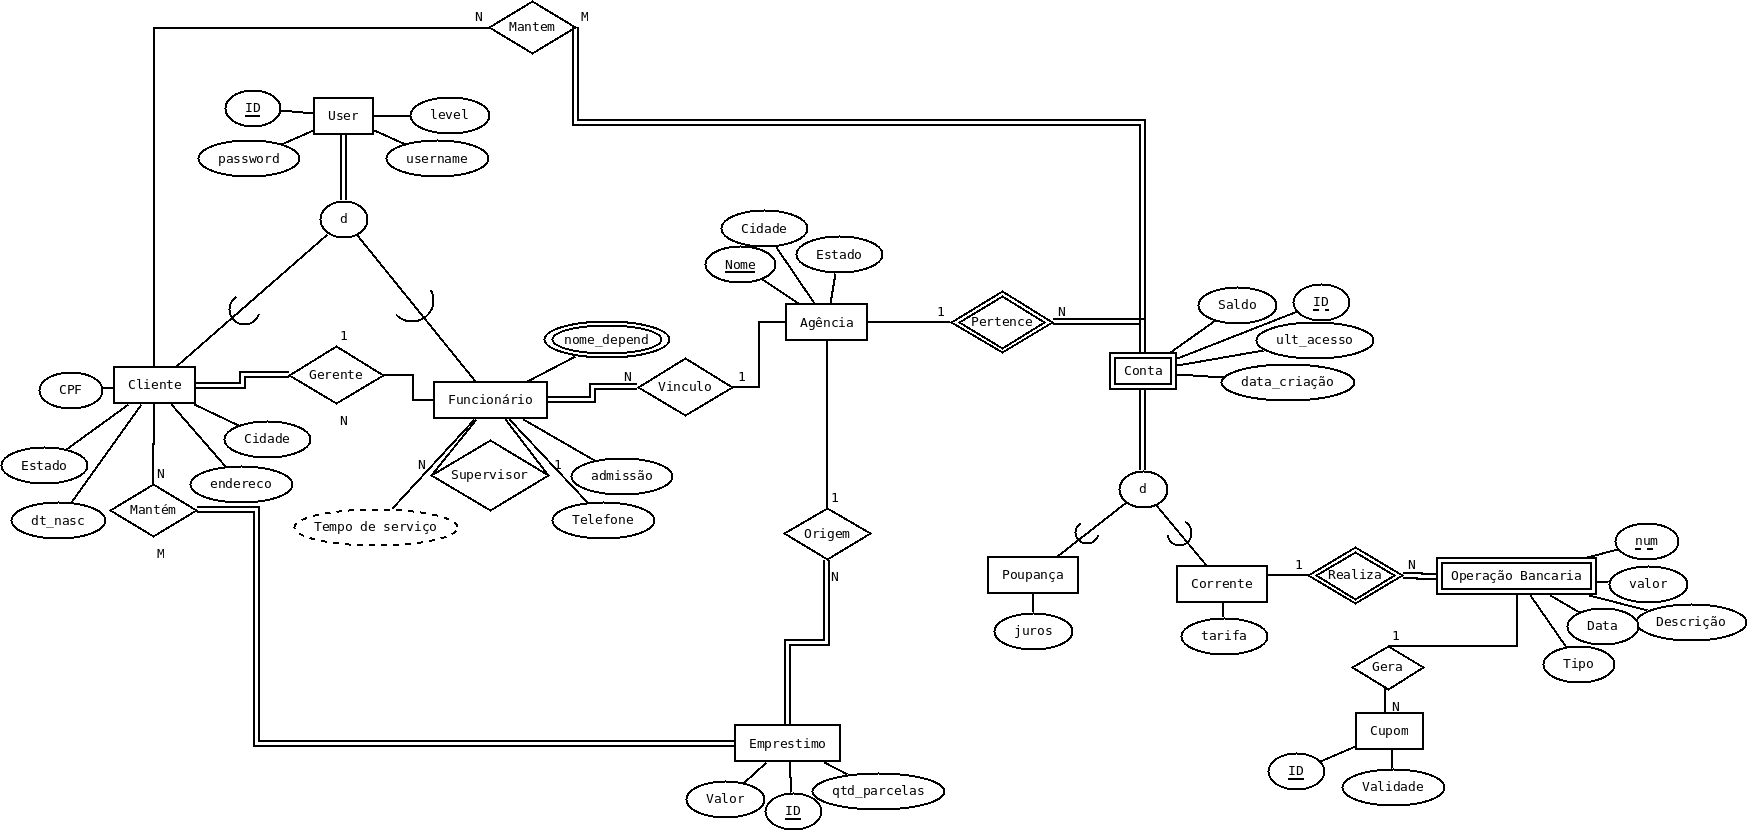 N
Mantem
M
ID
User
level
password
username
d
Cidade
Nome
Estado
Agência
1
Pertence
N
Saldo
ID
ult_acesso
Conta
data_criação
1
Gerente
N
nome_depend
CPF
Cliente
Funcionário
N
Vinculo
1
Cidade
Estado
endereco
dt_nasc
N
Mantém
M
N
Supervisor
1
admissão
Tempo de serviço
Telefone
1
Origem
N
d
Poupança
juros
Corrente
tarifa
1
Realiza
N
Operação Bancaria
num
valor
Descrição
Data
Tipo
1
Gera
N
Cupom
ID
Validade
Emprestimo
Valor
ID
qtd_parcelas